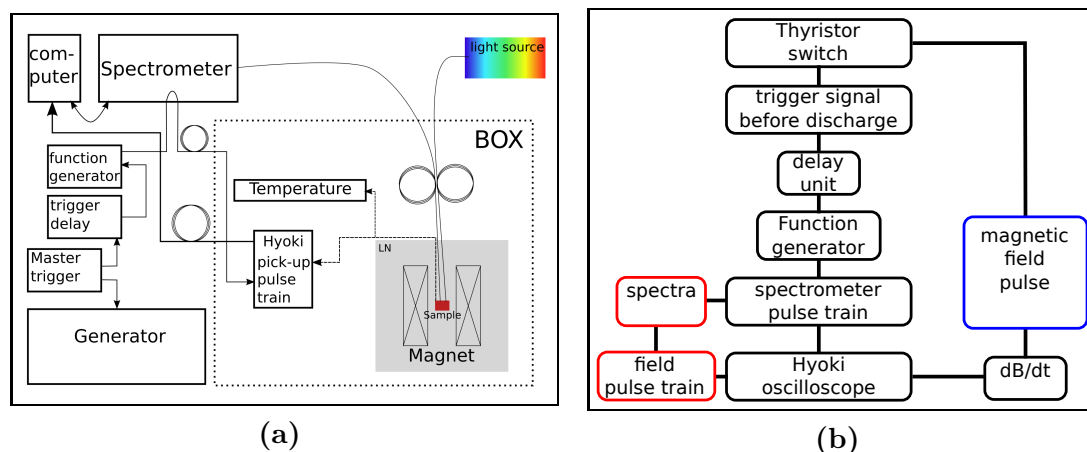 com-
puter
Spectrometer
light source
BOX
function
generator
Temperature
trigger
delay
Master
trigger
Hyoki
pick-up
pulse
train
LN
Sample
Magnet
Generator
(a)
Thyristor
switch
trigger signal
before discharge
delay
unit
Function
generator
magnetic
field
pulse
spectra
spectrometer
pulse train
field
pulse train
Hyoki
oscilloscope
dB/dt
(b)